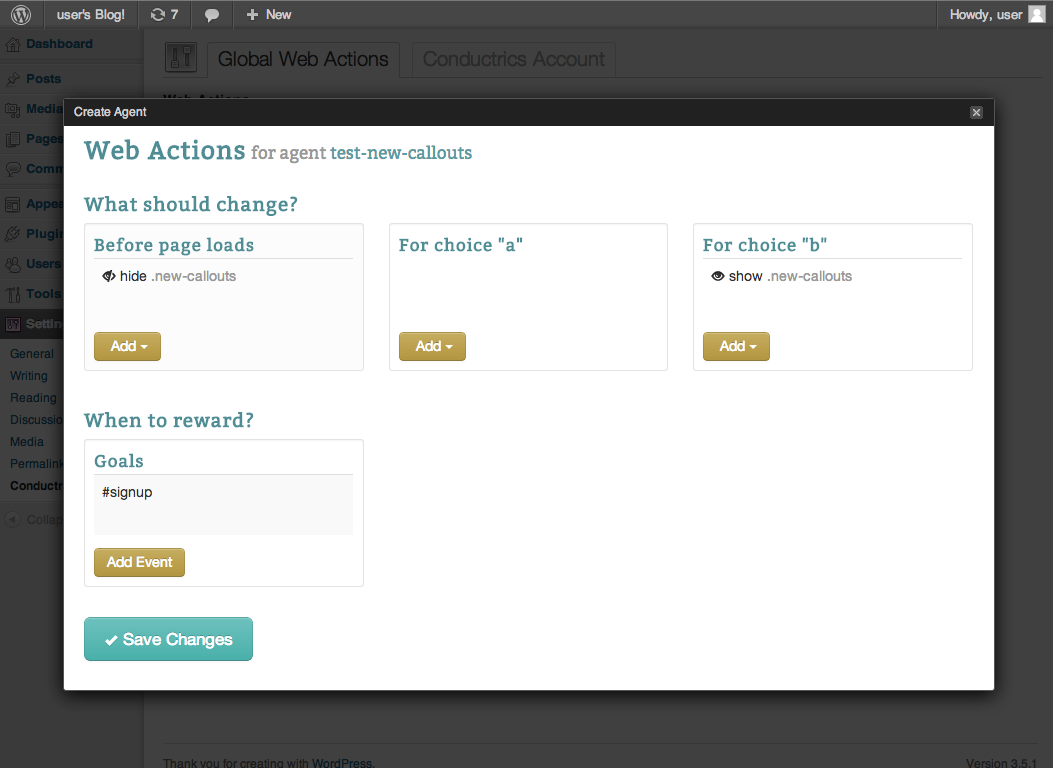 user's Blog!
7
New
Howdy, user
Dashboard
Posts
Media
Pages
Comm
Appea
Plugi
Users
Tools
Settin
General
Writing
Reading
Discussio
Media
Permalink
Conductr
Collap
Global Web Actions
Conductrics Account
Web Actions
Create Agent
Web Actions for agent test-new-callouts
What should change?
Before page loads
hide .new-callouts
Add
For choice "a"
Add
For choice "b"
show .new-callouts
Add
When to reward?
Goals
#signup
Add Event
Save Changes
Thank you for creating with WordPress.
Version 3.5.1